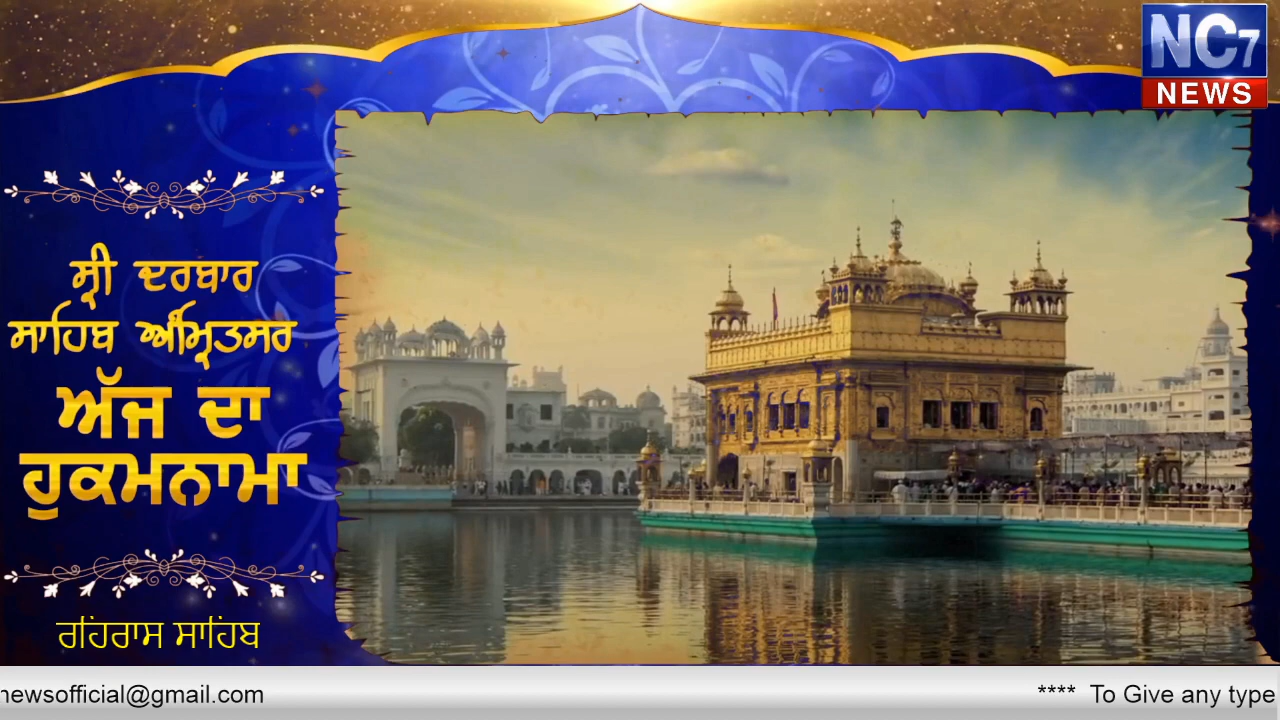 NC7
NEWS
ਸ੍ਰੀ ਦਰਬਾਰ
ਸਾਹਿਬ ਅੰਮ੍ਰਿਤਸਰ
ਅੱਜ ਦਾ
ਹੁਕਮਨਾਮਾ
ਰਹਿਰਾਸ ਸਾਹਿਬ
newsofficial@gmail.com **** To Give any type